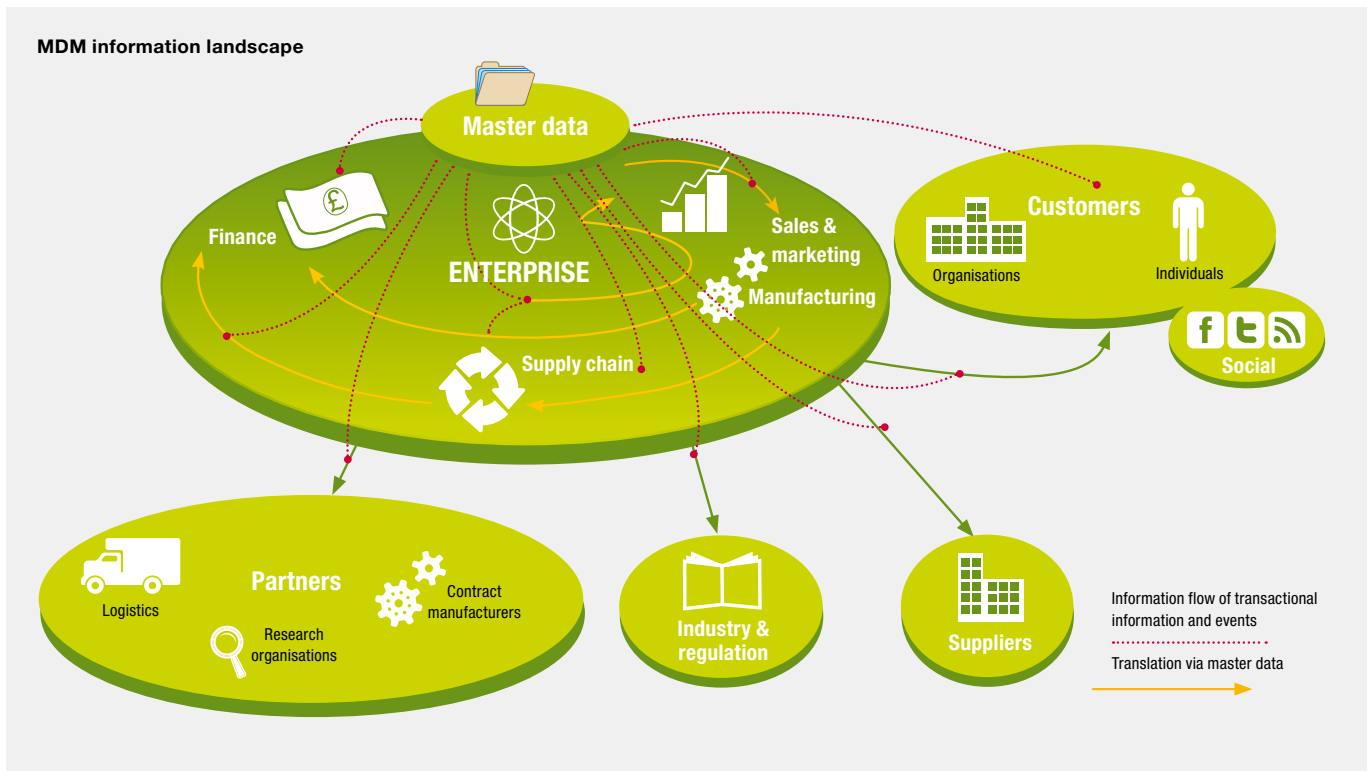 MDM information landscape
Master data
£
Finance
ENTERPRISE
Sales &
marketing
Manufacturing
Supply chain
Customers
Organisations
Individuals
f
t
Social
Partners
Logistics
Research
organisations
Contract
manufacturers
Industry &
regulation
Suppliers
Information flow of transactional
information and events
Translation via master data